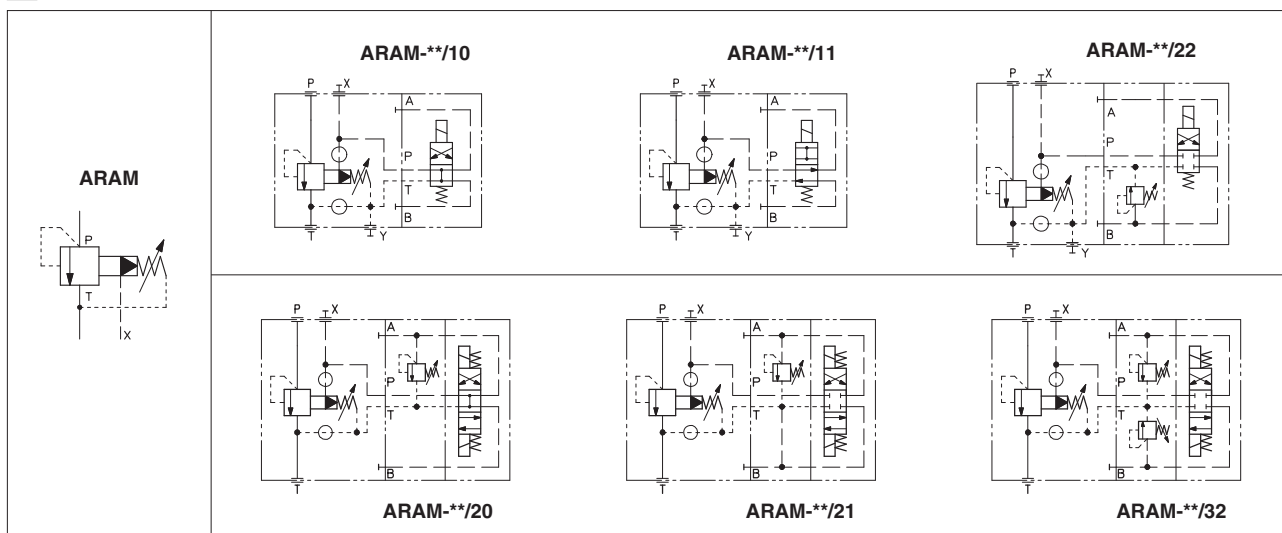 ARAM
P
T
X
ARAM-**/10
P X
A
P
T
B
T Y
ARAM-**/11
P X
A
P
T
B
T Y
ARAM-**/22
P X
A
P
T
B
T Y
P X
A
P
T
B
T
ARAM-**/20
P X
A
P
T
B
T
ARAM-**/21
P X
A
P
T
B
T
ARAM-**/32